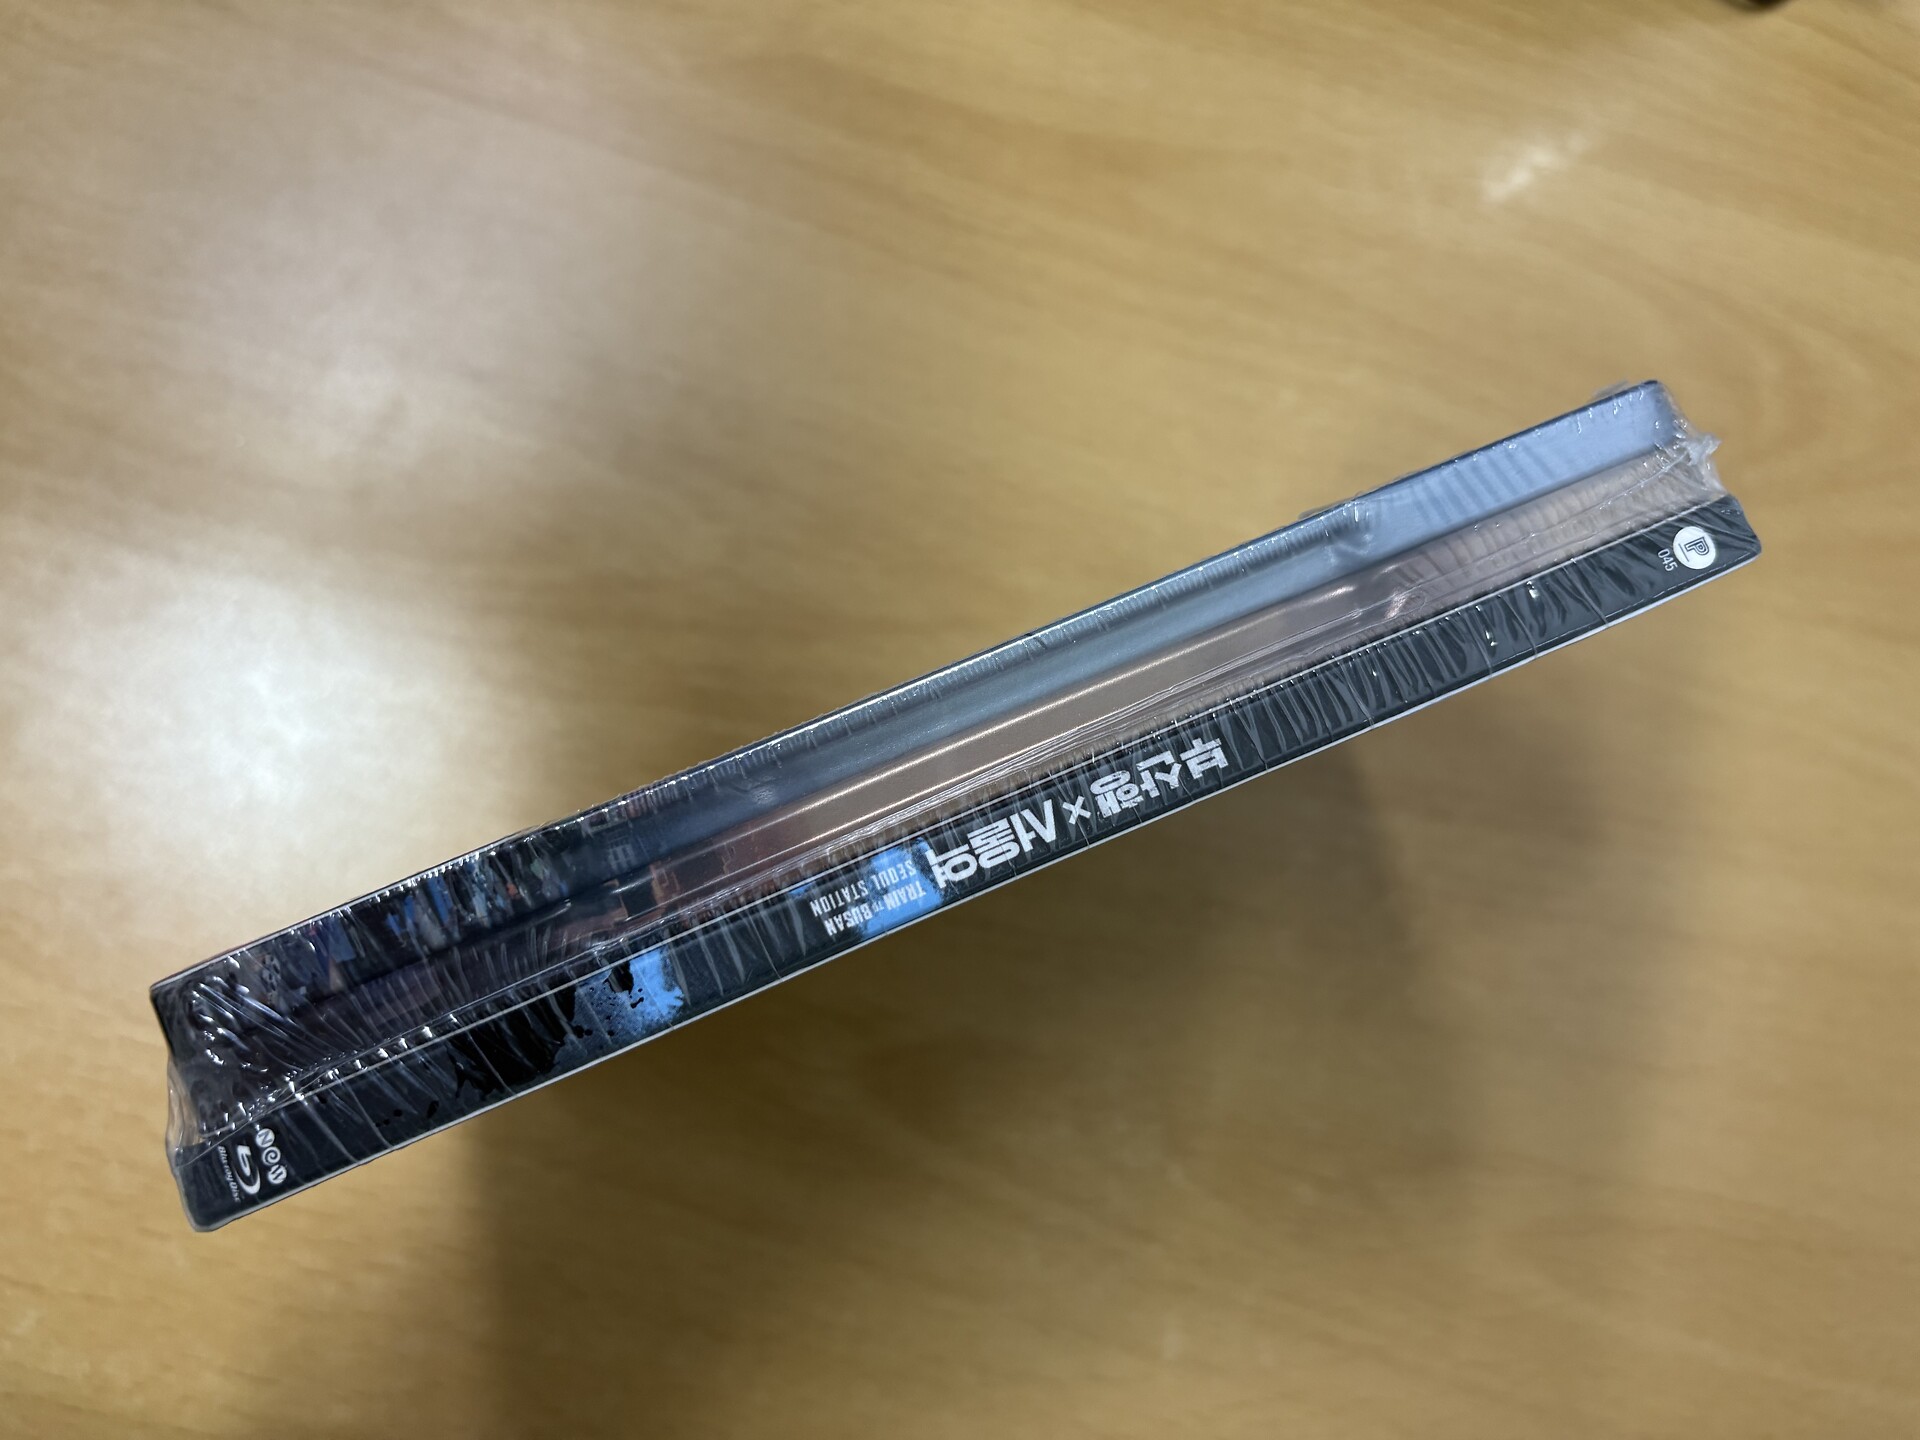 045
P
부산행 × 서울역
TRAIN TO BUSAN
SEOUL STATION
NEW
Blu-ray Disc